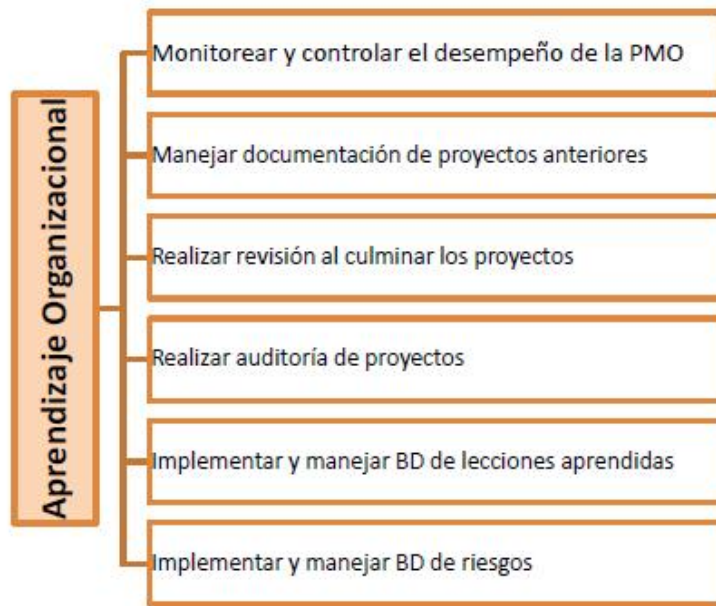 Aprendizaje Organizacional
Monitorear y controlar el desempeño de la PMO
Manejar documentación de proyectos anteriores
Realizar revisión al culminar los proyectos
Realizar auditoría de proyectos
Implementar y manejar BD de lecciones aprendidas
Implementar y manejar BD de riesgos